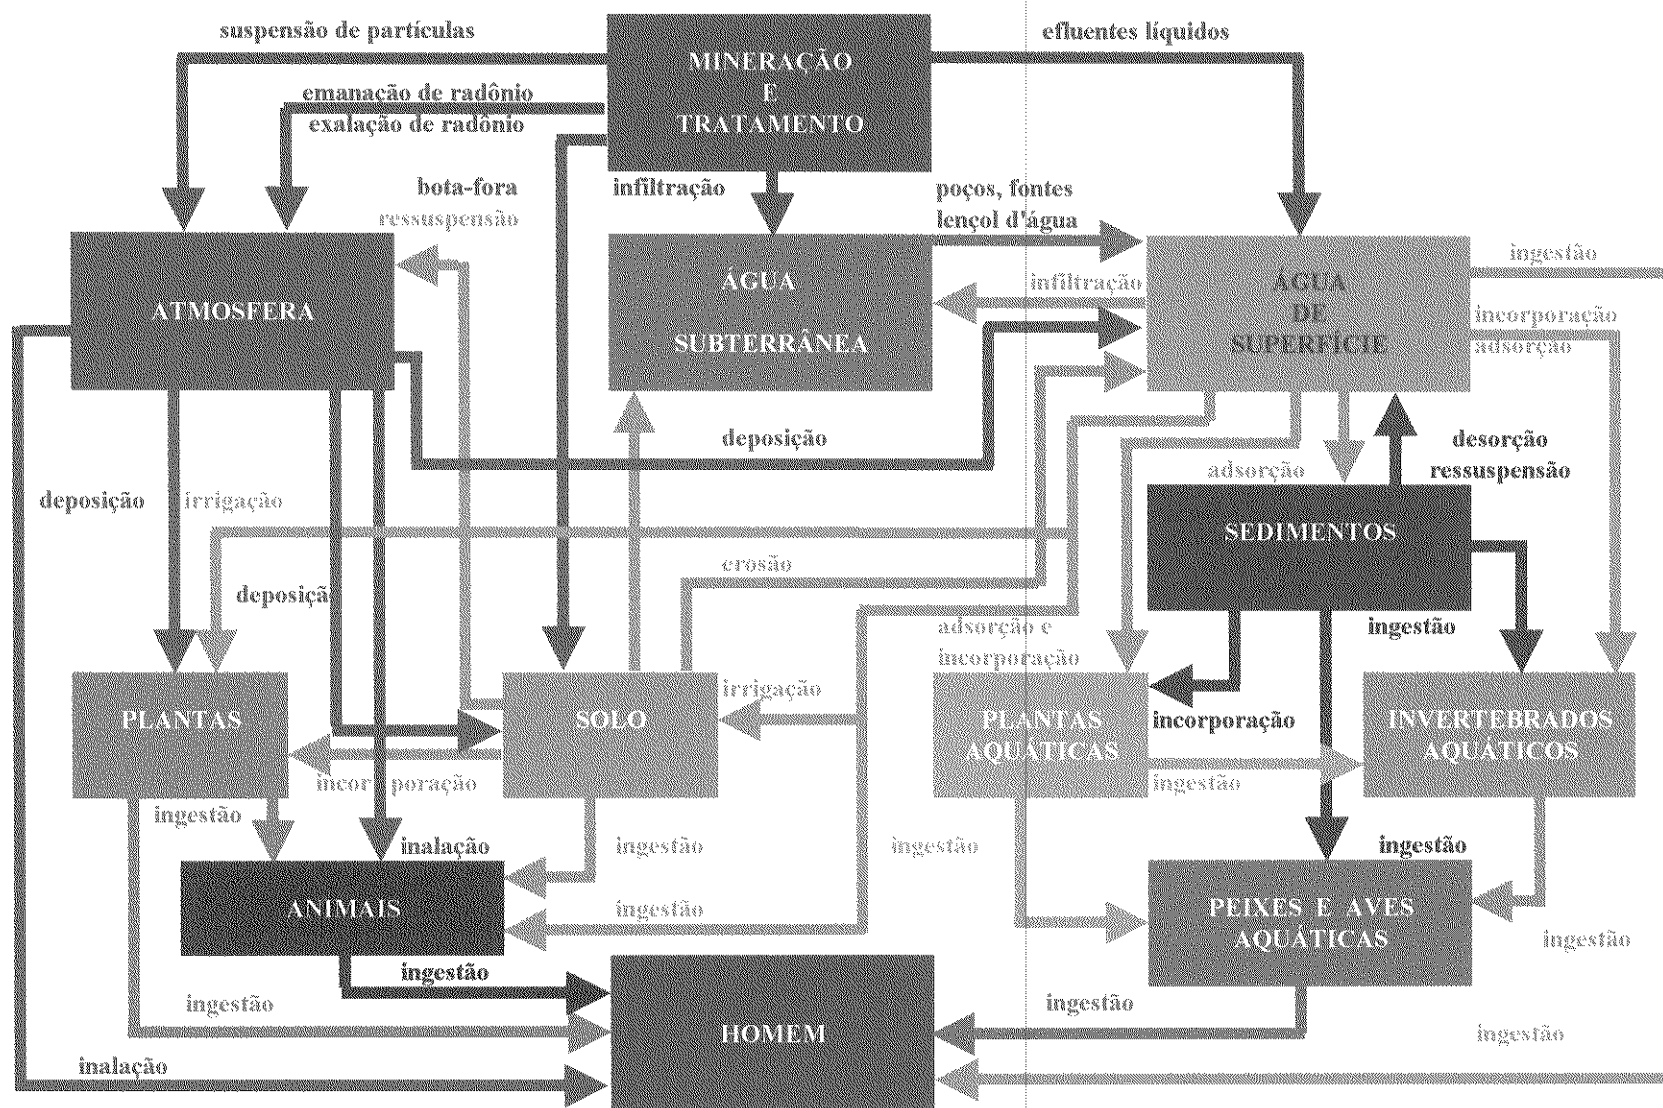 suspensão de partículas
efluentes líquidos
MINERAÇÃO
E
TRATAMENTO
emanação de radônio
exalação de radônio
bota-fora
ressuspensão
infiltração
poços, fontes
lençol d'água
ATMOSFERA
ÁGUA
SUBTERRÂNEA
infiltração
ÁGUA
DE
SUPERFÍCIE
ingestão
incorporação
adsorção
deposição
adsorção
desorção
ressuspensão
deposição
irrigação
SEDIMENTOS
erosão
deposiçã
adsorção e
incorporação
ingestão
PLANTAS
SOLO
irrigação
PLANTAS
AQUÁTICAS
incorporação
INVERTEBRADOS
AQUÁTICOS
incor poração
ingestão
ingestão
inalação
ingestão
ingestão
ingestão
ANIMAIS
ingestão
PEIXES E AVES
AQUÁTICAS
ingestão
ingestão
ingestão
ingestão
HOMEM
ingestão
inalação